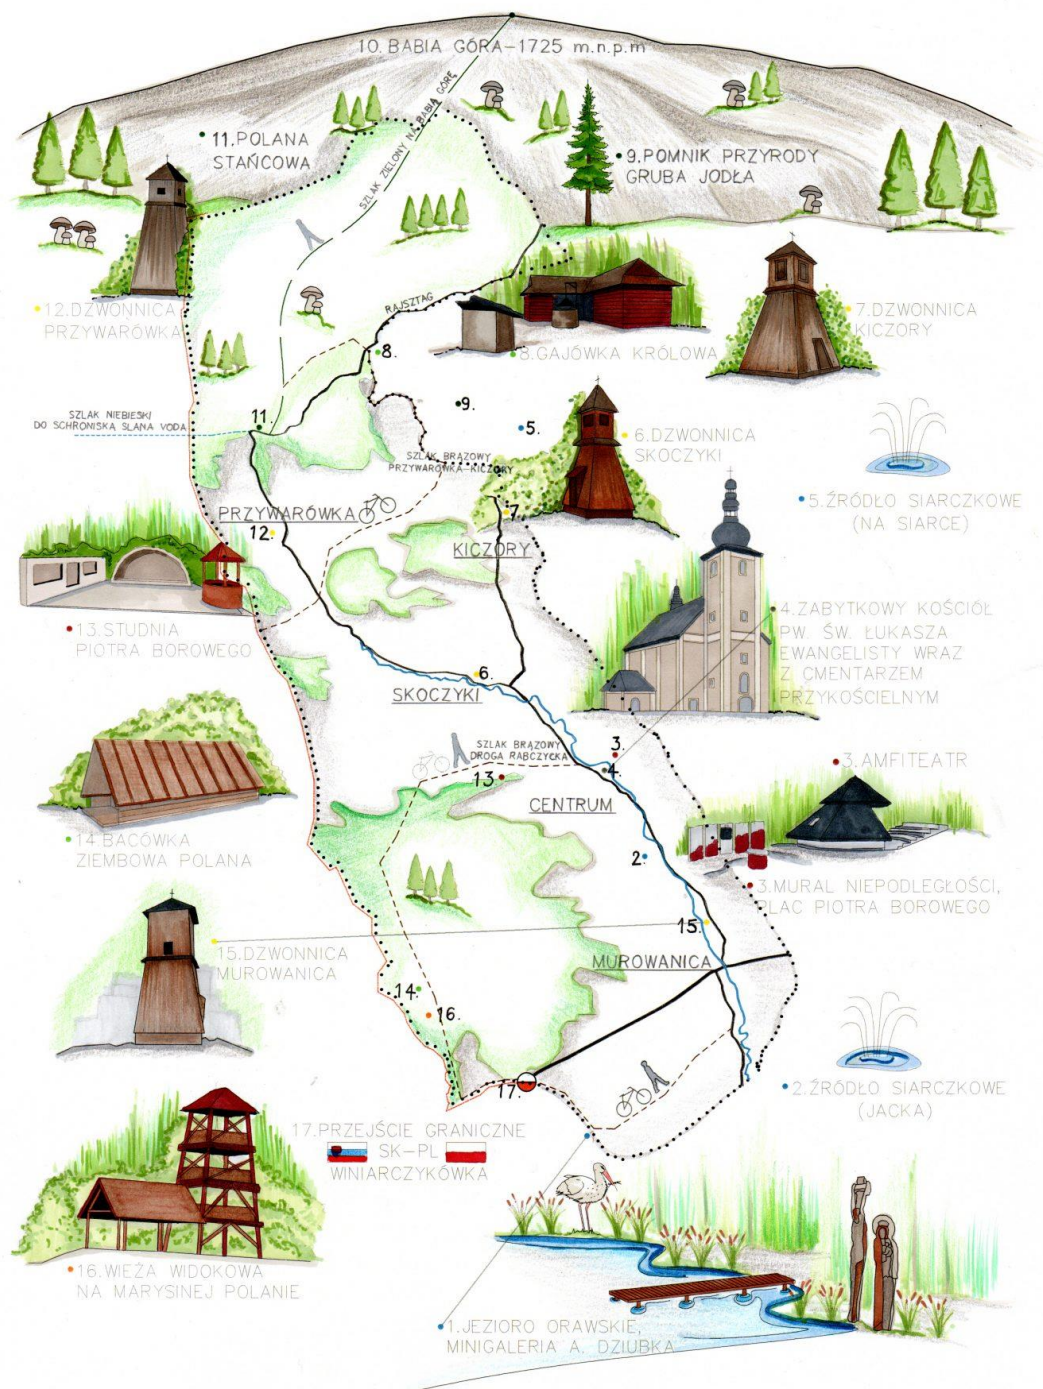 10. BABIA GÓRA-1725 m.n.p.m
SZLAK ZIELONY NA BABIĄ GÓRĘ
11.POLANA
STAŃCOWA
9.POMNIK PRZYRODY
GRUBA JODŁA
12.DZWONNICA
PRZYWARÓWKA
RAJSZTAG
7.DZWONNICA
KICZORY
8.GAJÓWKA KRÓLOWA
8.
9.
5.
11.
SZLAK NIEBIESKI
DO SCHRONISKA SLANA VODA
6.DZWONNICA
SKOCZYKI
SZLAK BRĄZOWY
PRZYWARÓWKA-KICZORY
5.ŹRÓDŁO SIARCZKOWE
(NA SIARCE)
PRZYWARÓWKA
12.
7.
KICZORY
13.STUDNIA
PIOTRA BOROWEGO
4.ZABYTKOWY KOŚCIÓŁ
PW. ŚW. ŁUKASZA
EWANGELISTY WRAZ
Z CMENTARZEM
PRZYKOŚCIELNYM
6.
SKOCZYKI
SZLAK BRĄZOWY
DROGA RABCZYCKA
3.
4.
13.
3.AMFITEATR
CENTRUM
14 BACÓWKA
ZIEMBOWA POLANA
2.
3.MURAL NIEPODLEGŁOŚCI,
PLAC PIOTRA BOROWEGO
15.
15.DZWONNICA
MUROWANICA
MUROWANICA
14.
16.
17.
2.ŹRÓDŁO SIARCZKOWE
(JACKA)
17.PRZEJŚCIE GRANICZNE
SK-PL
WINIARCZYKÓWKA
16.WIEŻA WIDOKOWA
NA MARYSINEJ POLANIE
1.JEZIORO ORAWSKIE,
MINIGALERIA A. DZIUBKA